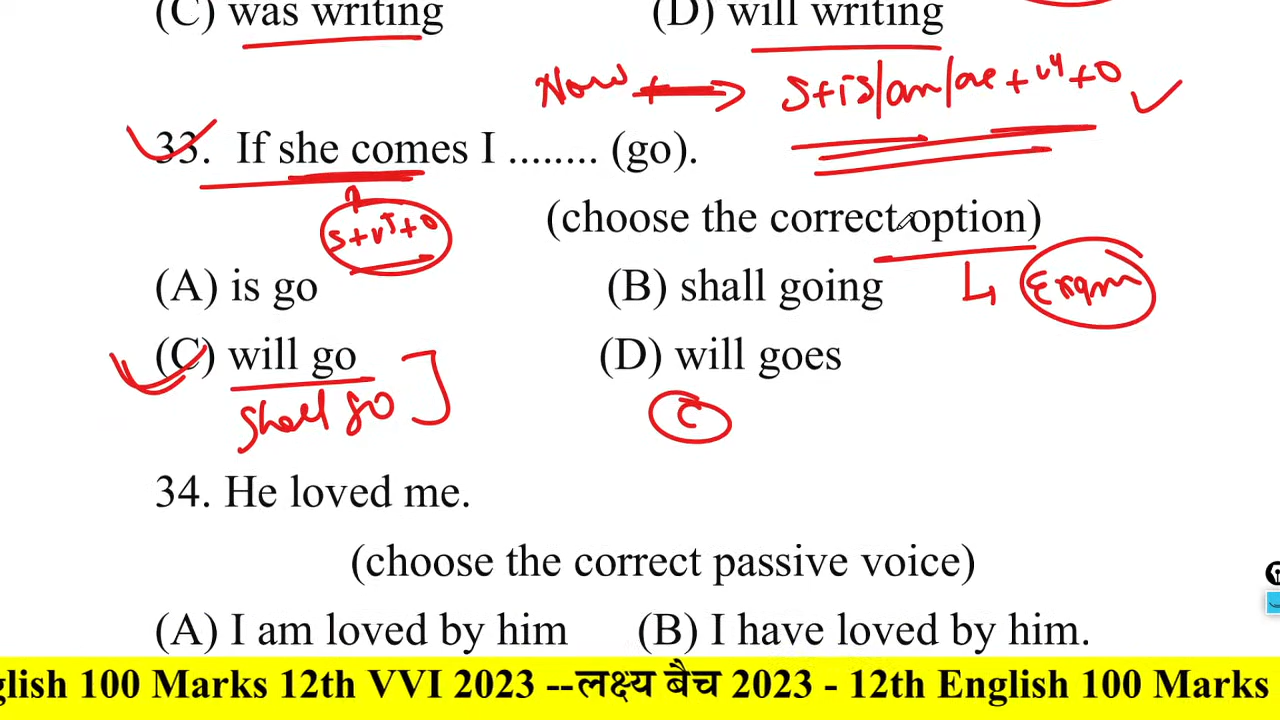 (C) was writing (D) will writing
Now + → S+is/am/are+v4+O
33. If she comes I ........ (go).
(choose the correct option)
S+v5+O
(A) is go (B) shall going
Exam
(C) will go (D) will goes
Shall go C
34. He loved me.
(choose the correct passive voice)
(A) I am loved by him (B) I have loved by him.
glish 100 Marks 12th VVI 2023 --लक्ष्य बैच 2023 - 12th English 100 Marks